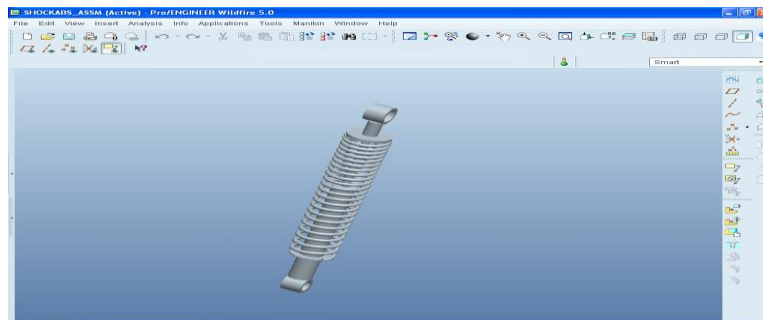 SHOCKABS_ASSM (Active) - Pro/ENGINEER Wildfire 5.0
File Edit View Insert Analysis Info Applications Tools Manikin Window Help
Smart